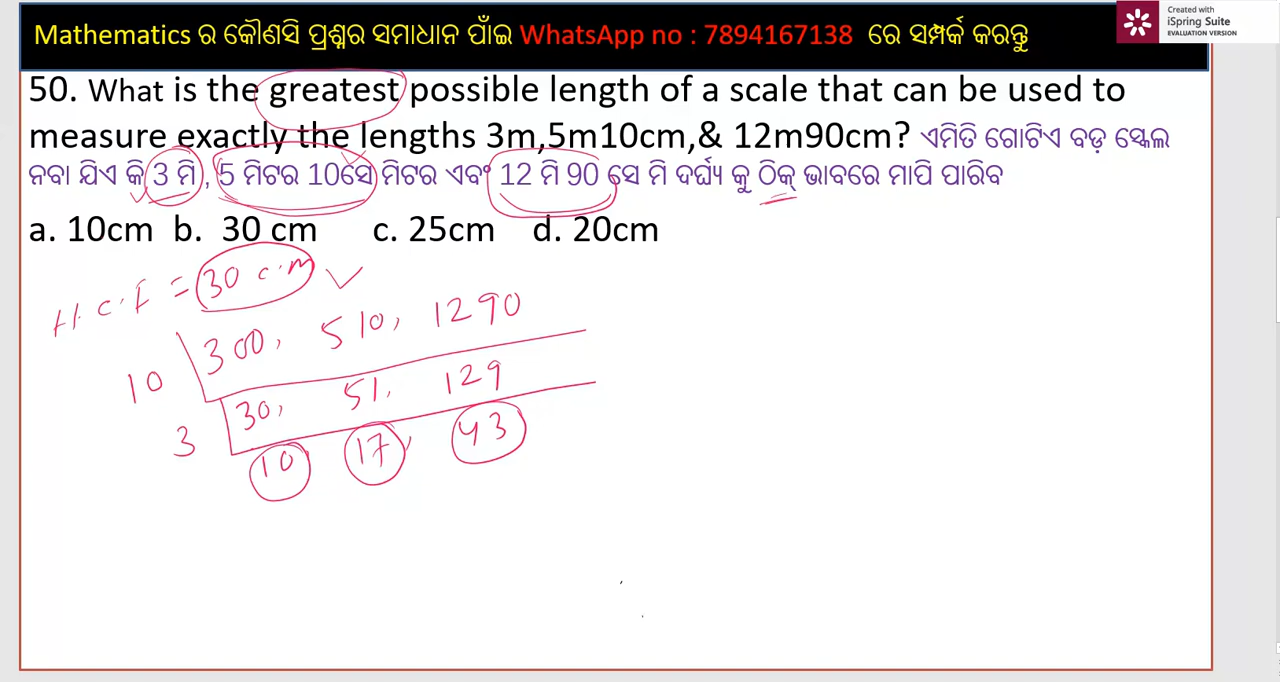 Mathematics ର କୌଣସି ପ୍ରଶ୍ନର ସମାଧାନ ପାଁଇ WhatsApp no : 7894167138 ରେ ସମ୍ପର୍କ କରନ୍ତୁ
Created with
iSpring Suite
EVALUATION VERSION
50. What is the greatest possible length of a scale that can be used to
measure exactly the lengths 3m,5m10cm,& 12m90cm? ଏମିତି ଗୋଟିଏ ବଡ଼ ସ୍କେଲ
ନବା ଯିଏ କି 3 ମି , 5 ମିଟର 10ସେ ମିଟର ଏବଂ 12 ମି 90 ସେ ମି ଦର୍ଘ୍ୟ କୁ ଠିକ୍ ଭାବରେ ମାପି ପାରିବ
a. 10cm b. 30 cm c. 25cm d. 20cm
H.C.F = 30 c.m
300, 510, 1290
10 30, 51, 129
3 10 17, 43